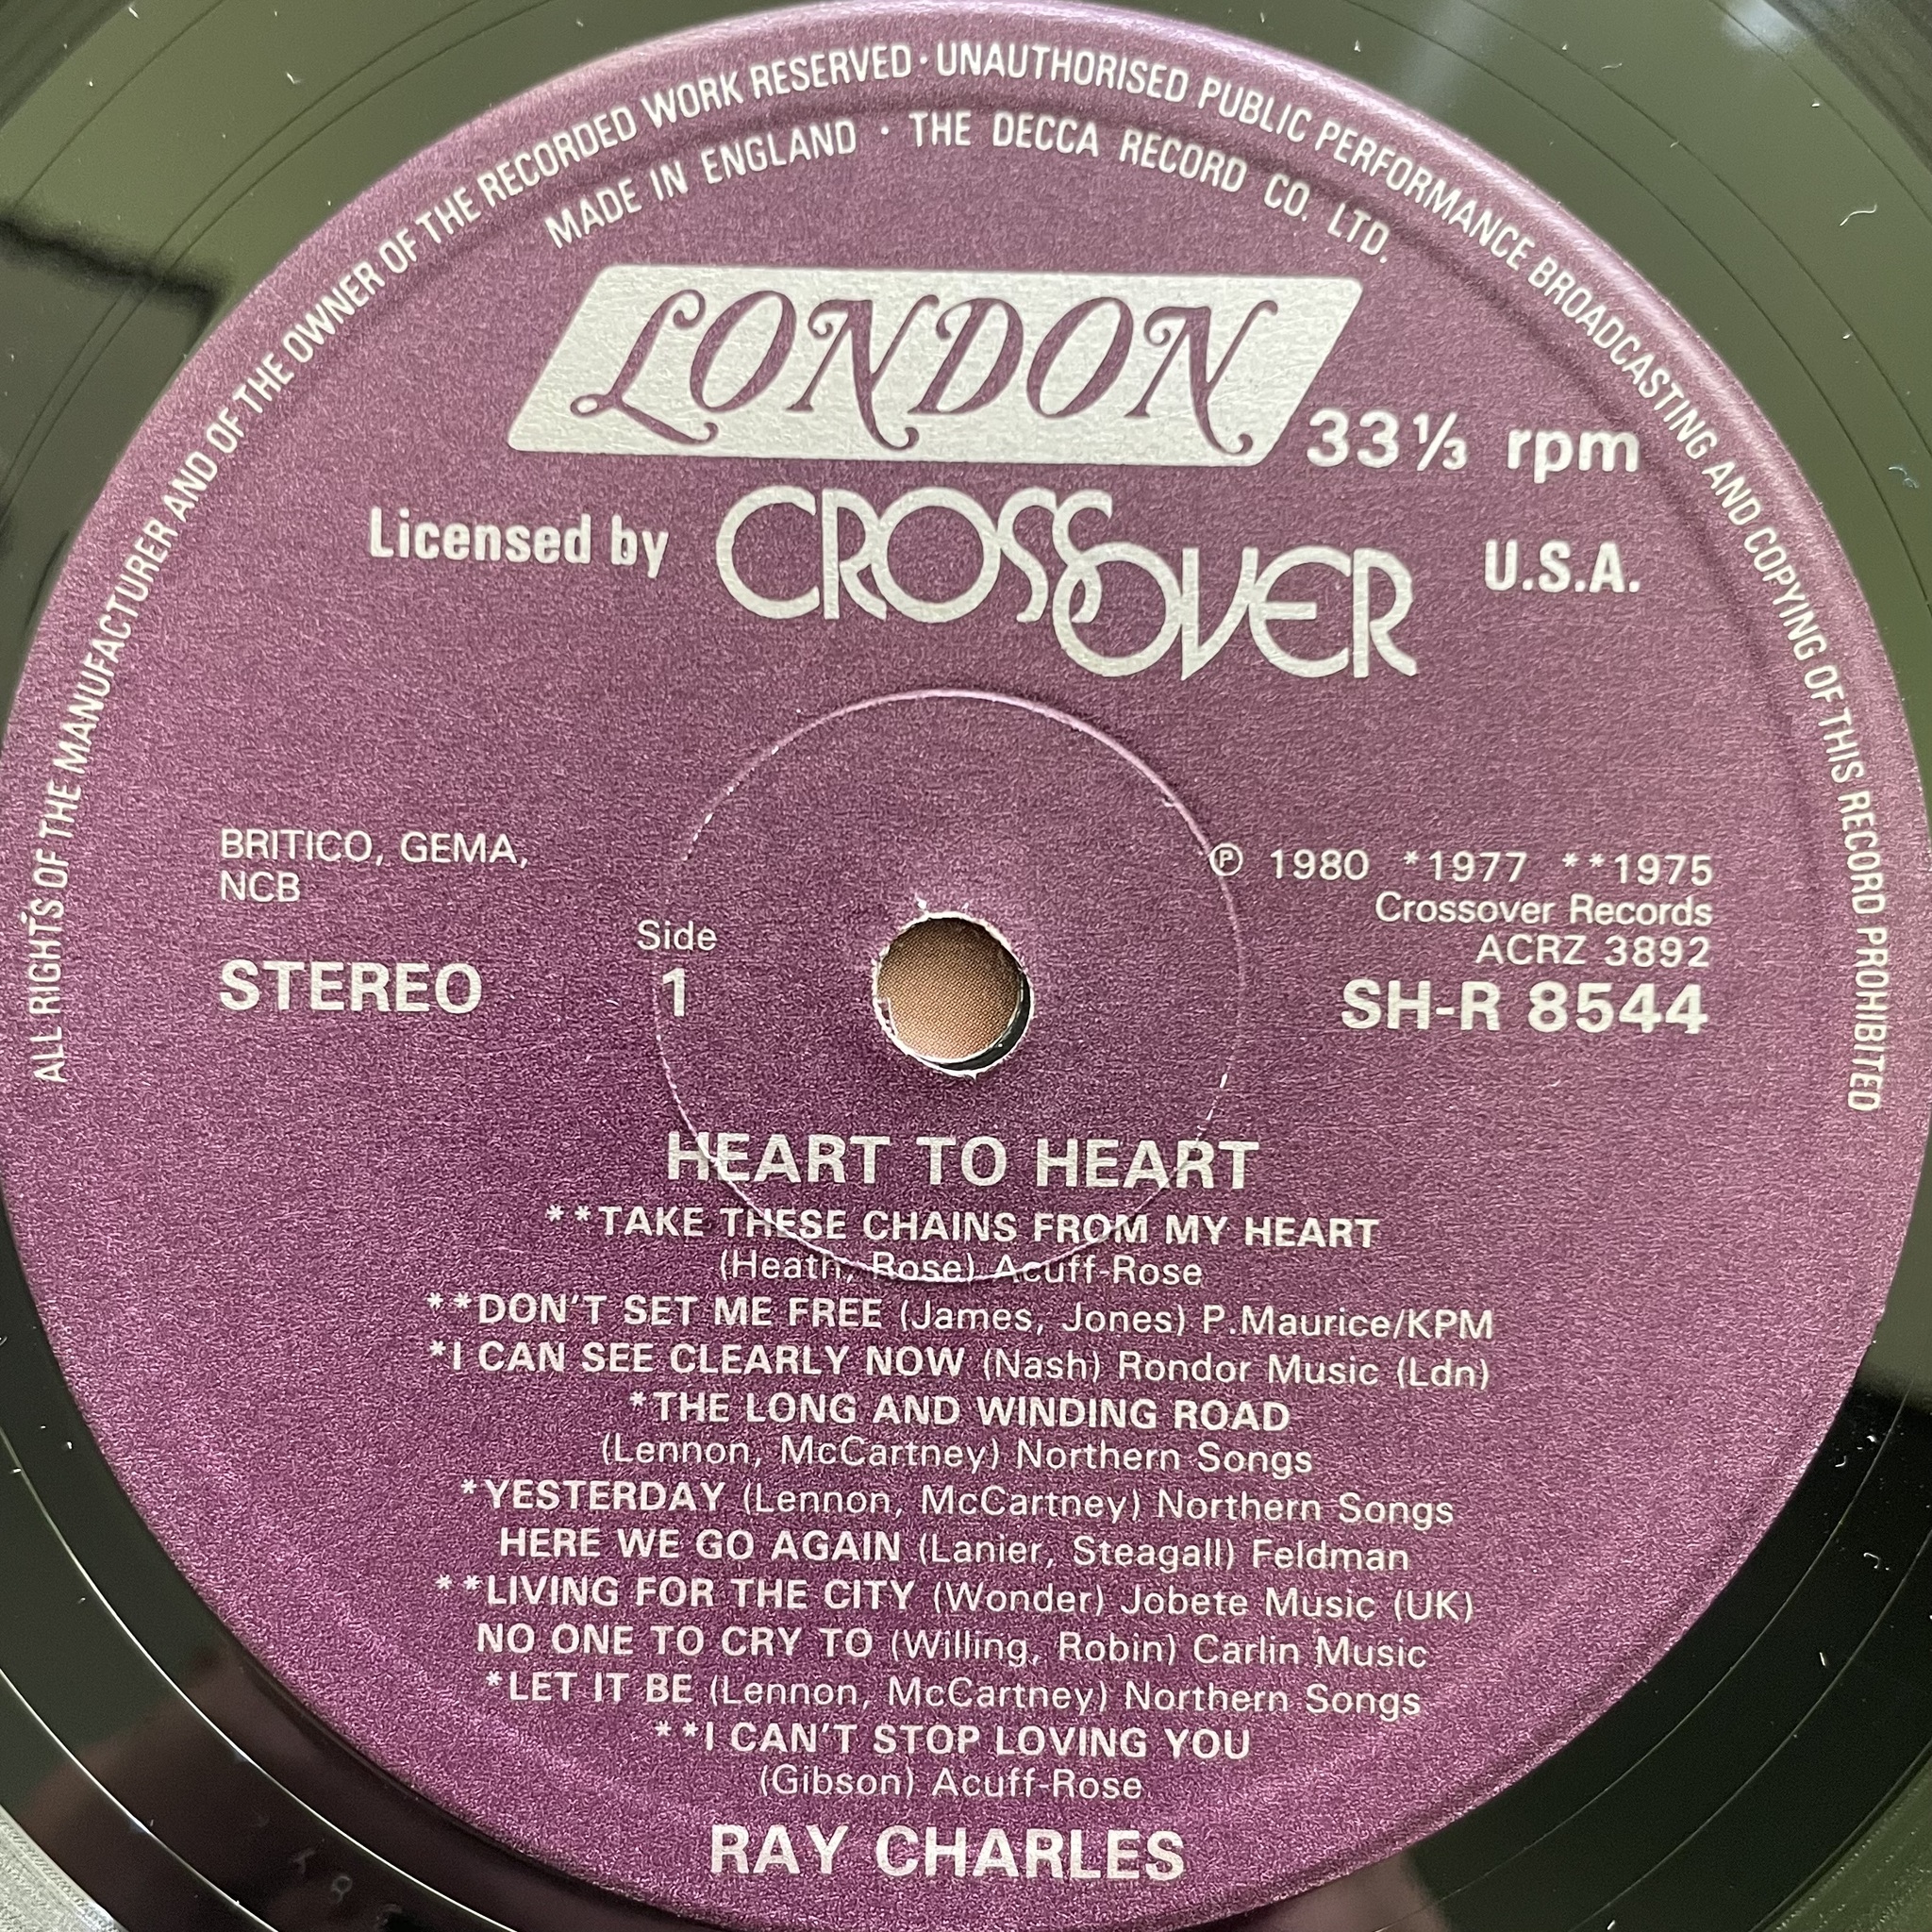 ALL RIGHTS OF THE MANUFACTURER AND OF THE OWNER OF THE RECORDED WORK RESERVED · UNAUTHORISED PUBLIC PERFORMANCE BROADCASTING AND COPYING OF THIS RECORD PROHIBITED
MADE IN ENGLAND · THE DECCA RECORD CO. LTD.
LONDON
33⅓ rpm
Licensed by CROSSOVER U.S.A.
BRITICO, GEMA,
NCB
Side
STEREO 1
℗ 1980 *1977 **1975
Crossover Records
ACRZ 3892
SH-R 8544
HEART TO HEART
**TAKE THESE CHAINS FROM MY HEART
(Heath, Rose) Acuff-Rose
**DON'T SET ME FREE (James, Jones) P.Maurice/KPM
*I CAN SEE CLEARLY NOW (Nash) Rondor Music (Ldn)
*THE LONG AND WINDING ROAD
(Lennon, McCartney) Northern Songs
*YESTERDAY (Lennon, McCartney) Northern Songs
HERE WE GO AGAIN (Lanier, Steagall) Feldman
**LIVING FOR THE CITY (Wonder) Jobete Music (UK)
NO ONE TO CRY TO (Willing, Robin) Carlin Music
*LET IT BE (Lennon, McCartney) Northern Songs
**I CAN'T STOP LOVING YOU
(Gibson) Acuff-Rose
RAY CHARLES